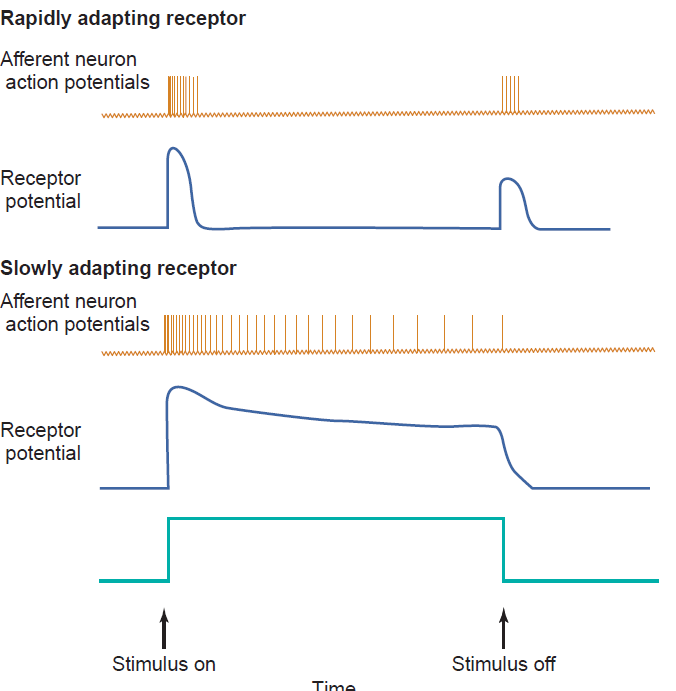 Rapidly adapting receptor
Afferent neuron
action potentials
Receptor
potential
Slowly adapting receptor
Afferent neuron
action potentials
Receptor
potential
Stimulus on
Stimulus off
Time